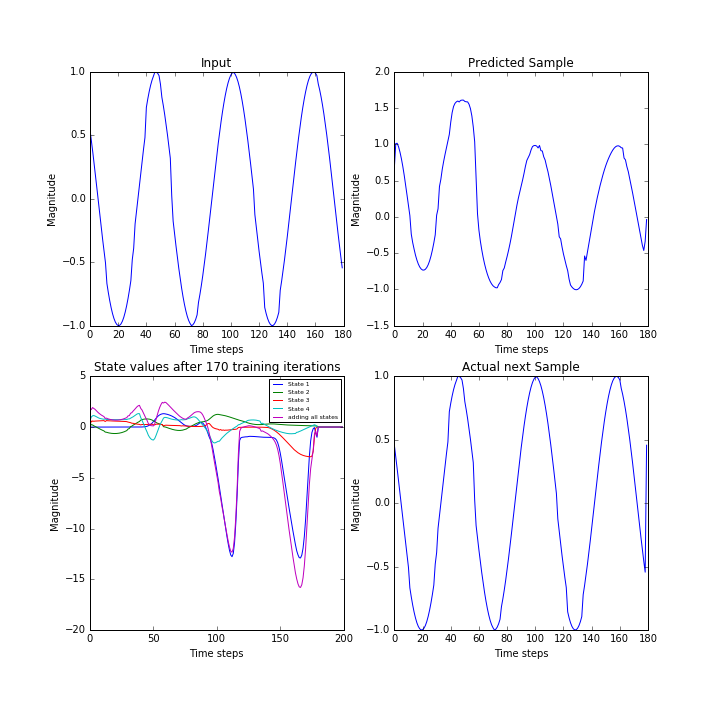 Input
1.0
0.5
0.0
−0.5
−1.0
Magnitude
0 20 40 60 80 100 120 140 160 180
Time steps
Predicted Sample
2.0
1.5
1.0
0.5
0.0
−0.5
−1.0
−1.5
Magnitude
0 20 40 60 80 100 120 140 160 180
Time steps
State values after 170 training iterations
5
0
−5
−10
−15
−20
Magnitude
State 1
State 2
State 3
State 4
adding all states
0 50 100 150 200
Time steps
Actual next Sample
1.0
0.5
0.0
−0.5
−1.0
Magnitude
0 20 40 60 80 100 120 140 160 180
Time steps